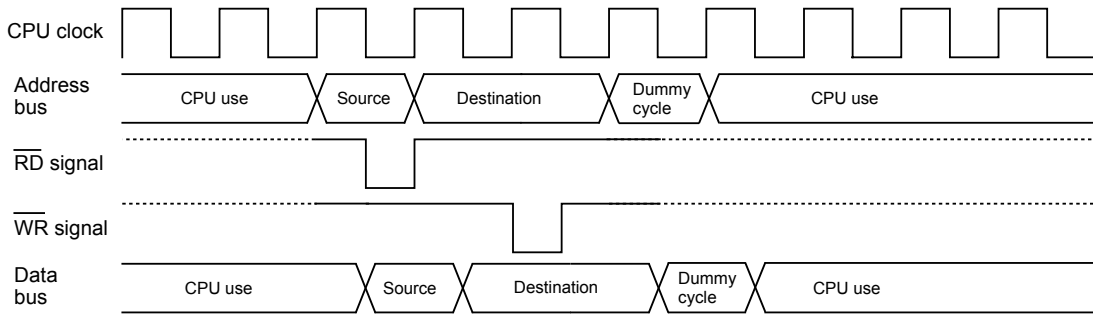 CPU clock
Address
bus
CPU use
Source
Destination
Dummy
cycle
CPU use
RD signal
WR signal
Data
bus
CPU use
Source
Destination
Dummy
cycle
CPU use